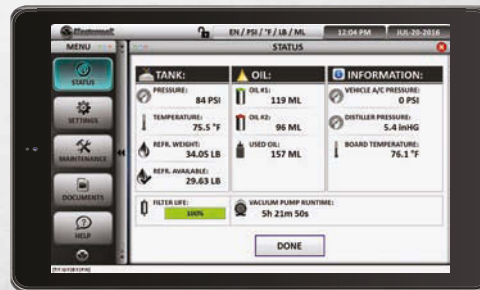 Mastercool
EN / PSI / °F / LB / ML
12:04 PM
JUL-20-2016
MENU
STATUS
STATUS
SETTINGS
MAINTENANCE
DOCUMENTS
HELP
TANK:
PRESSURE:
84 PSI
TEMPERATURE:
75.5 °F
REFR. WEIGHT:
34.05 LB
REFR. AVAILABLE:
29.63 LB
OIL:
OIL #1:
119 ML
OIL #2:
96 ML
USED OIL:
157 ML
INFORMATION:
VEHICLE A/C PRESSURE:
0 PSI
DISTILLER PRESSURE:
5.4 inHG
BOARD TEMPERATURE:
76.1 °F
FILTER LIFE:
100%
VACUUM PUMP RUNTIME:
5h 21m 50s
DONE